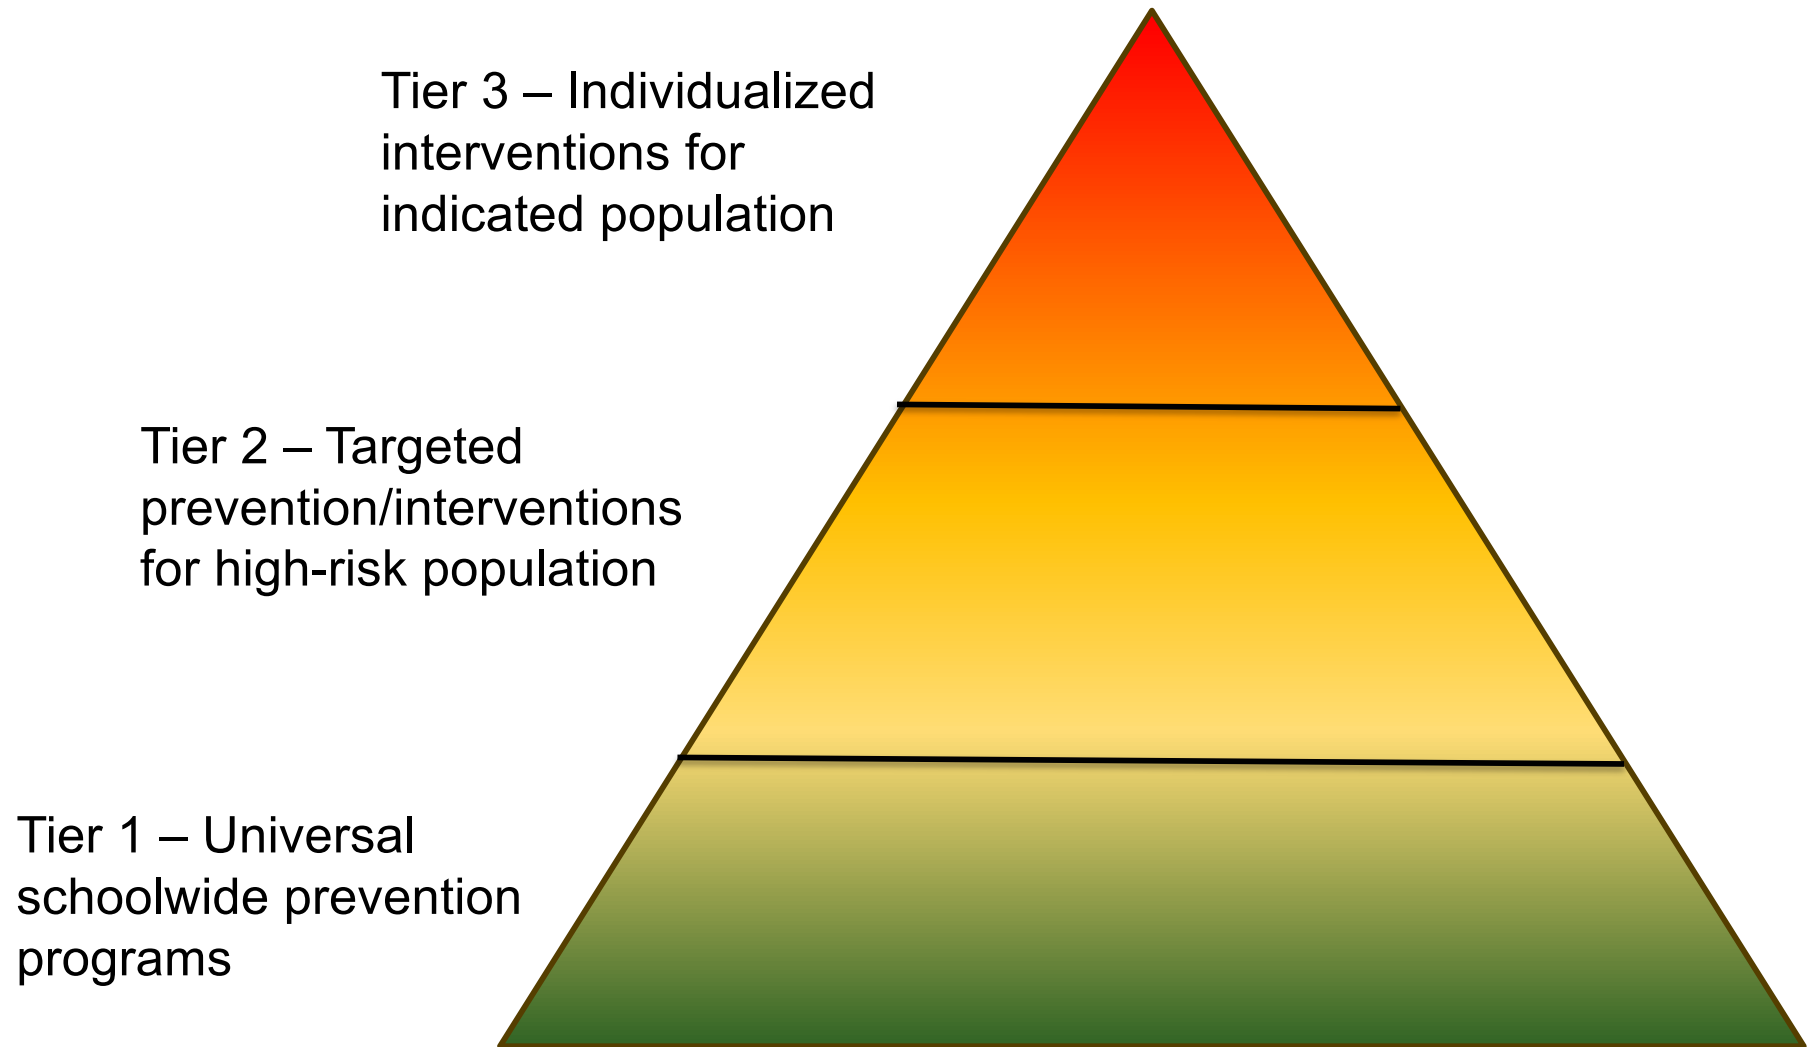 Tier 3 – Individualized
interventions for
indicated population
Tier 2 – Targeted
prevention/interventions
for high-risk population
Tier 1 – Universal
schoolwide prevention
programs